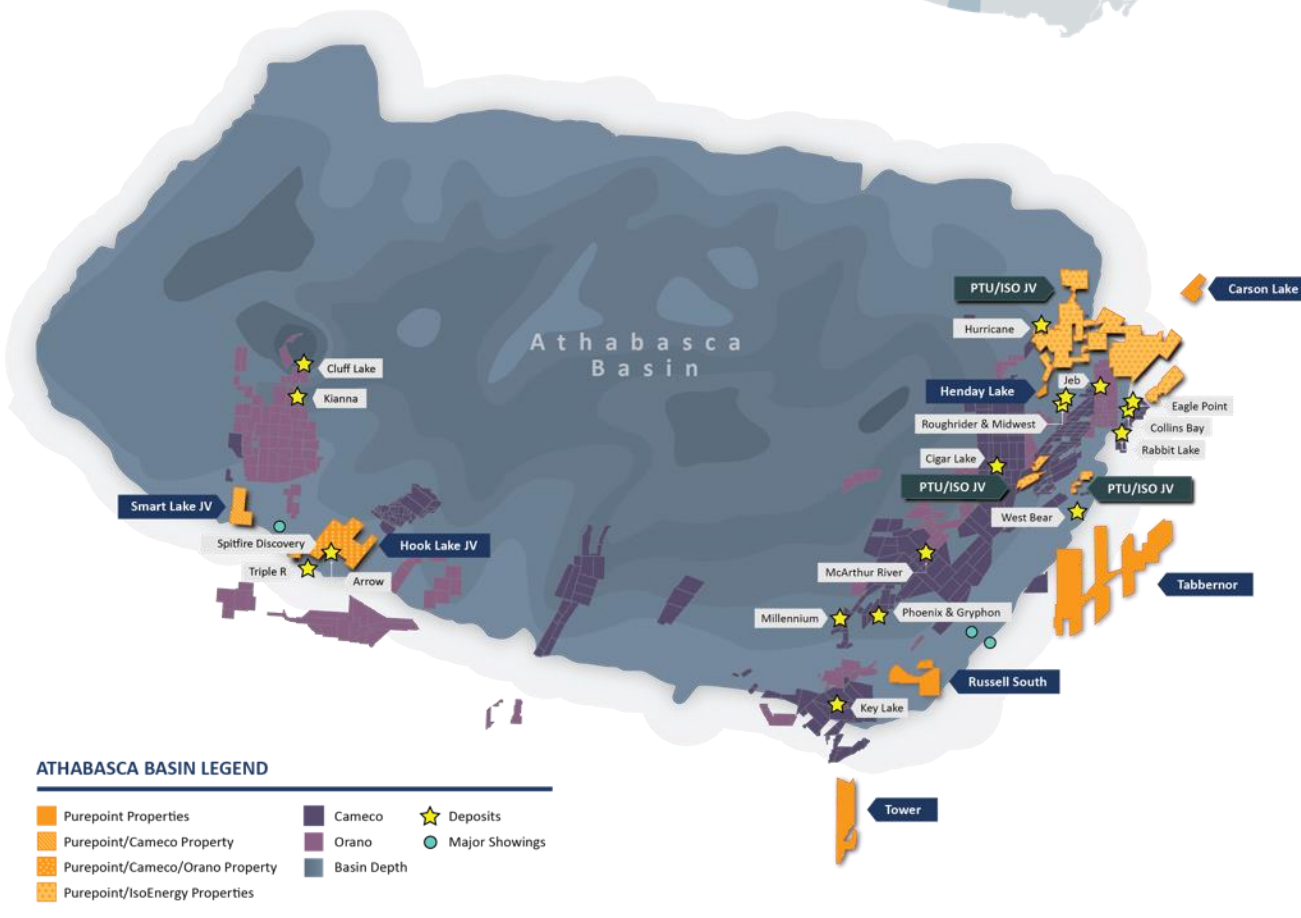 PTU/ISO JV
Carson Lake
Hurricane
Athabasca
Basin
Cluff Lake
Jeb
Henday Lake
Kianna
Eagle Point
Roughrider & Midwest
Collins Bay
Rabbit Lake
Cigar Lake
PTU/ISO JV
PTU/ISO JV
Smart Lake JV
West Bear
Spitfire Discovery
Hook Lake JV
Triple R
Arrow
McArthur River
Tabbernor
Millennium
Phoenix & Gryphon
Russell South
Key Lake
Tower
ATHABASCA BASIN LEGEND
Purepoint Properties
Purepoint/Cameco Property
Purepoint/Cameco/Orano Property
Purepoint/IsoEnergy Properties
Cameco
Orano
Basin Depth
Deposits
Major Showings